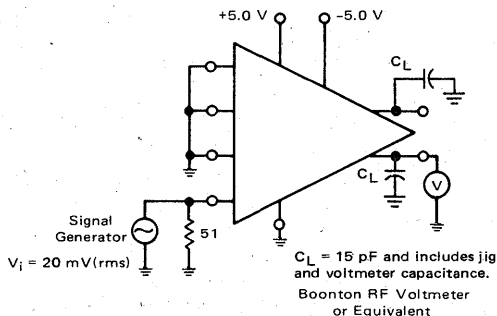 +5.0 V
-5.0 V
CL
CL
V
Signal
Generator
51
Vi = 20 mV(rms)
CL = 15 pF and includes jig
and voltmeter capacitance.
Boonton RF Voltmeter
or Equivalent